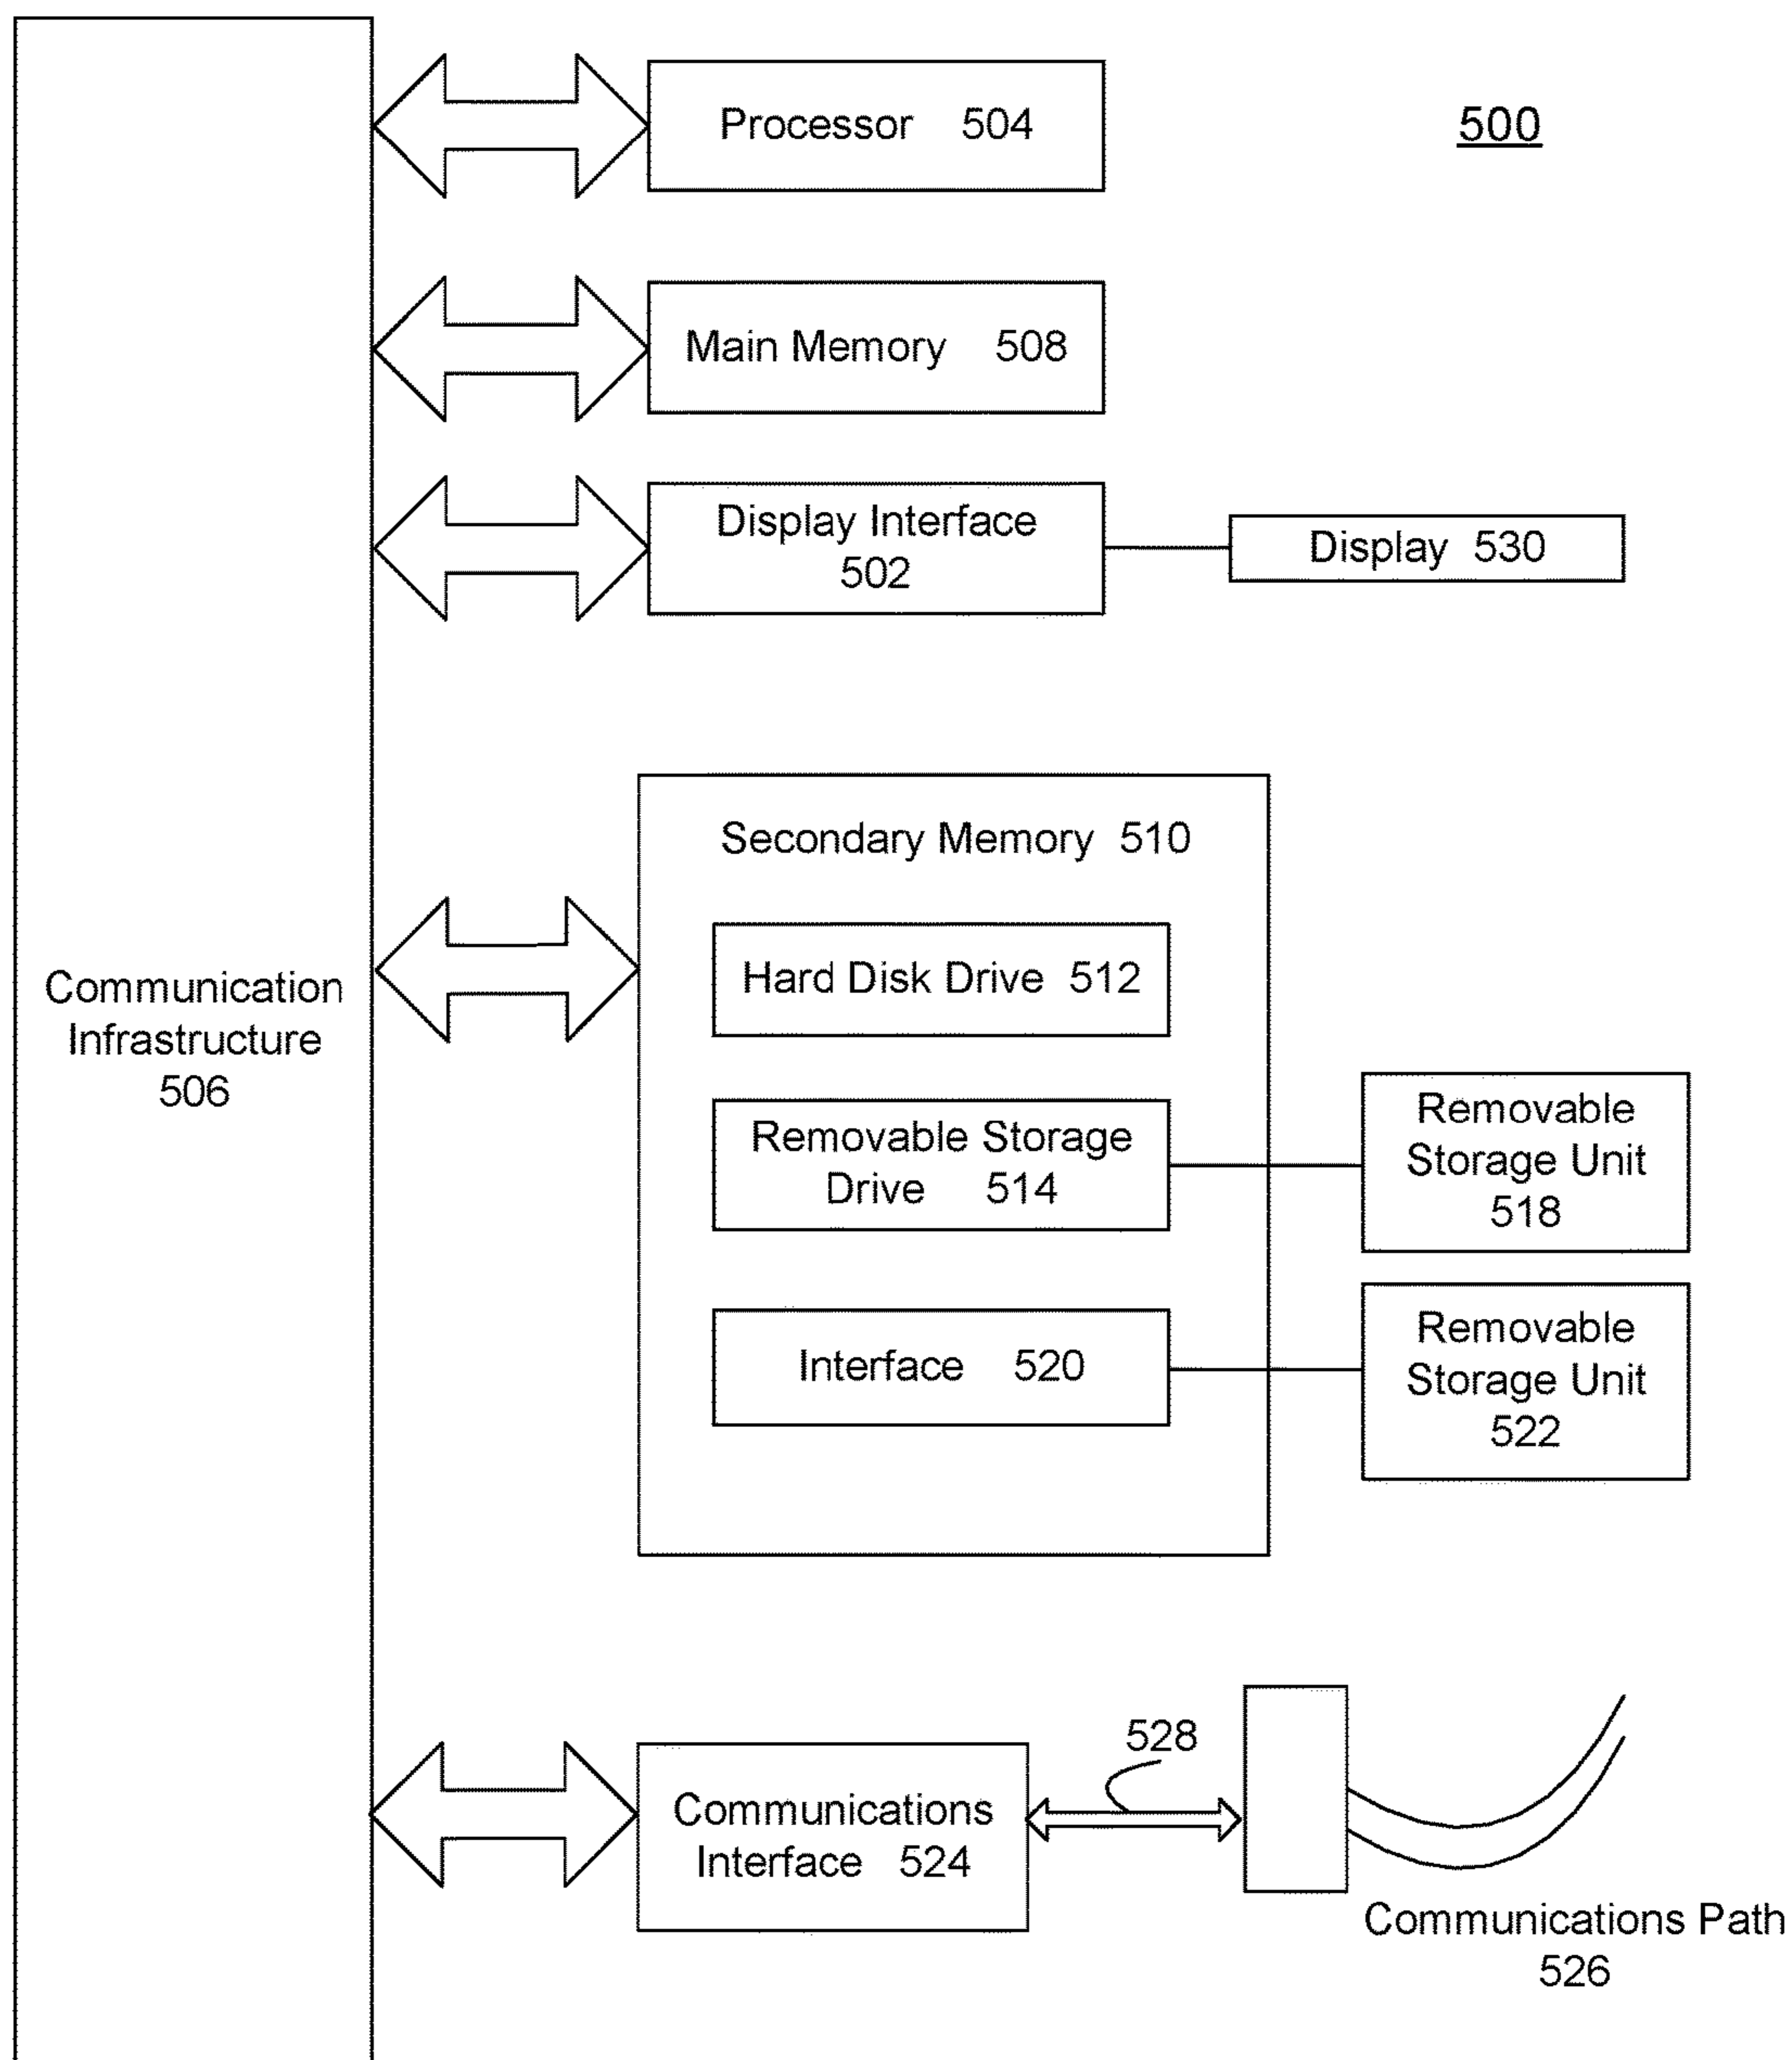 Processor 504
500
Main Memory 508
Display Interface
502
Display 530
Secondary Memory 510
Hard Disk Drive 512
Communication
Infrastructure
506
Removable Storage
Drive 514
Removable
Storage Unit
518
Interface 520
Removable
Storage Unit
522
528
Communications
Interface 524
Communications Path
526